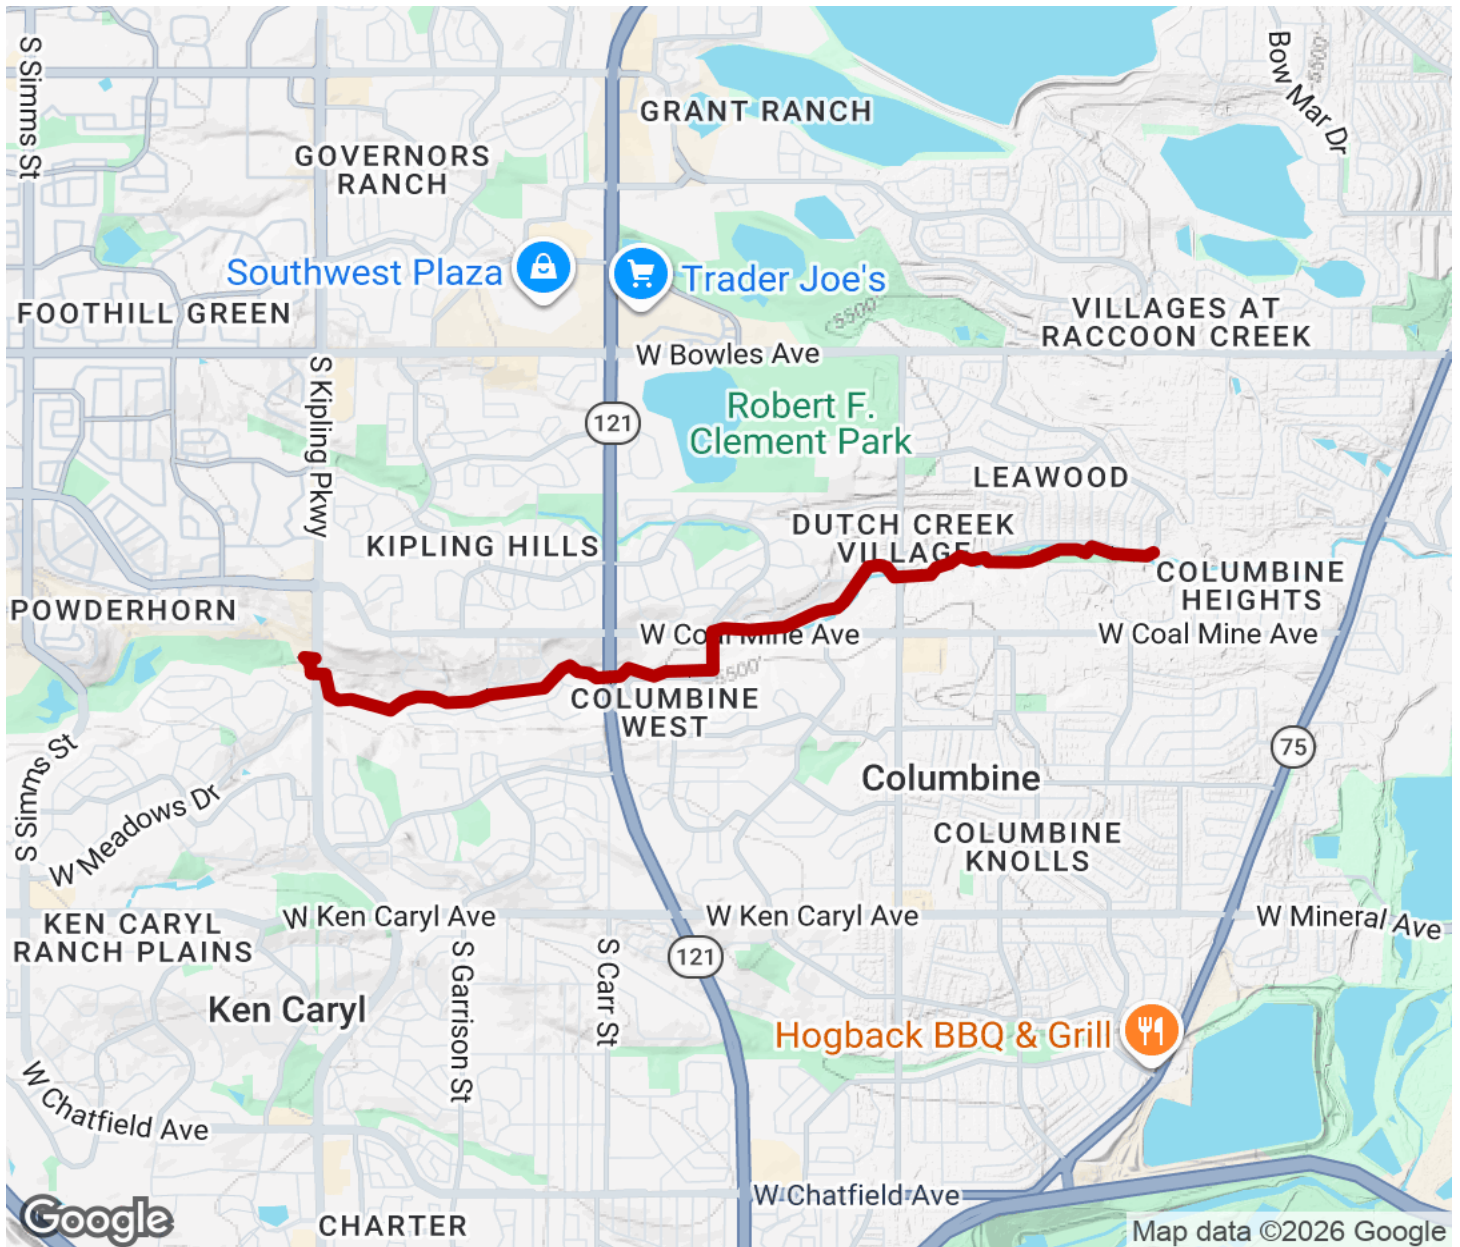 S Simms St
Bow Mar Dr
GRANT RANCH
GOVERNORS
RANCH
Southwest Plaza
Trader Joe's
FOOTHILL GREEN
5500'
VILLAGES AT
RACCOON CREEK
W Bowles Ave
S Kipling Pkwy
121
Robert F.
Clement Park
LEAWOOD
DUTCH CREEK
VILLAGE
KIPLING HILLS
COLUMBINE
HEIGHTS
POWDERHORN
W Coal Mine Ave
W Coal Mine Ave
5500'
COLUMBINE
WEST
S Simms St
W Meadows Dr
75
Columbine
COLUMBINE
KNOLLS
KEN CARYL
RANCH PLAINS
W Ken Caryl Ave
W Ken Caryl Ave
W Mineral Ave
S Garrison St
S Carr St
121
Ken Caryl
Hogback BBQ & Grill
W Chatfield Ave
W Chatfield Ave
Google
CHARTER
Map data ©2026 Google